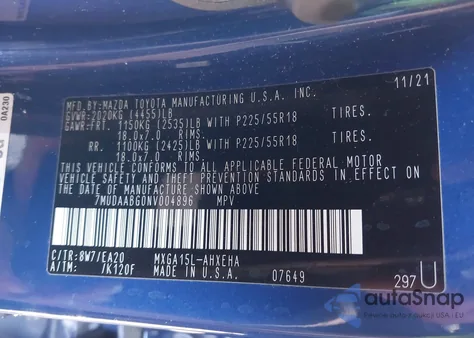 MFD.BY:MAZDA TOYOTA MANUFACTURING U.S.A. INC. 11/21
GVWR:2020KG (4455)LB
GAWR:FRT. 1150KG (2535)LB WITH P225/55R18 TIRES.
18.0x7.0 RIMS.
RR. 1100KG (2425)LB WITH P225/55R18 TIRES.
18.0x7.0 RIMS.
THIS VEHICLE CONFORMS TO ALL APPLICABLE FEDERAL MOTOR
VEHICLE SAFETY AND THEFT PREVENTION STANDARDS IN EFFECT ON
THE DATE OF MANUFACTURE SHOWN ABOVE.
7MUDAABG0NV004896 MPV
C/TR:8W7/EA20 MXGA15L-AHXEHA
A/TM: /K120F MADE IN U.S.A. 07649 297U
0A230
autoSnap